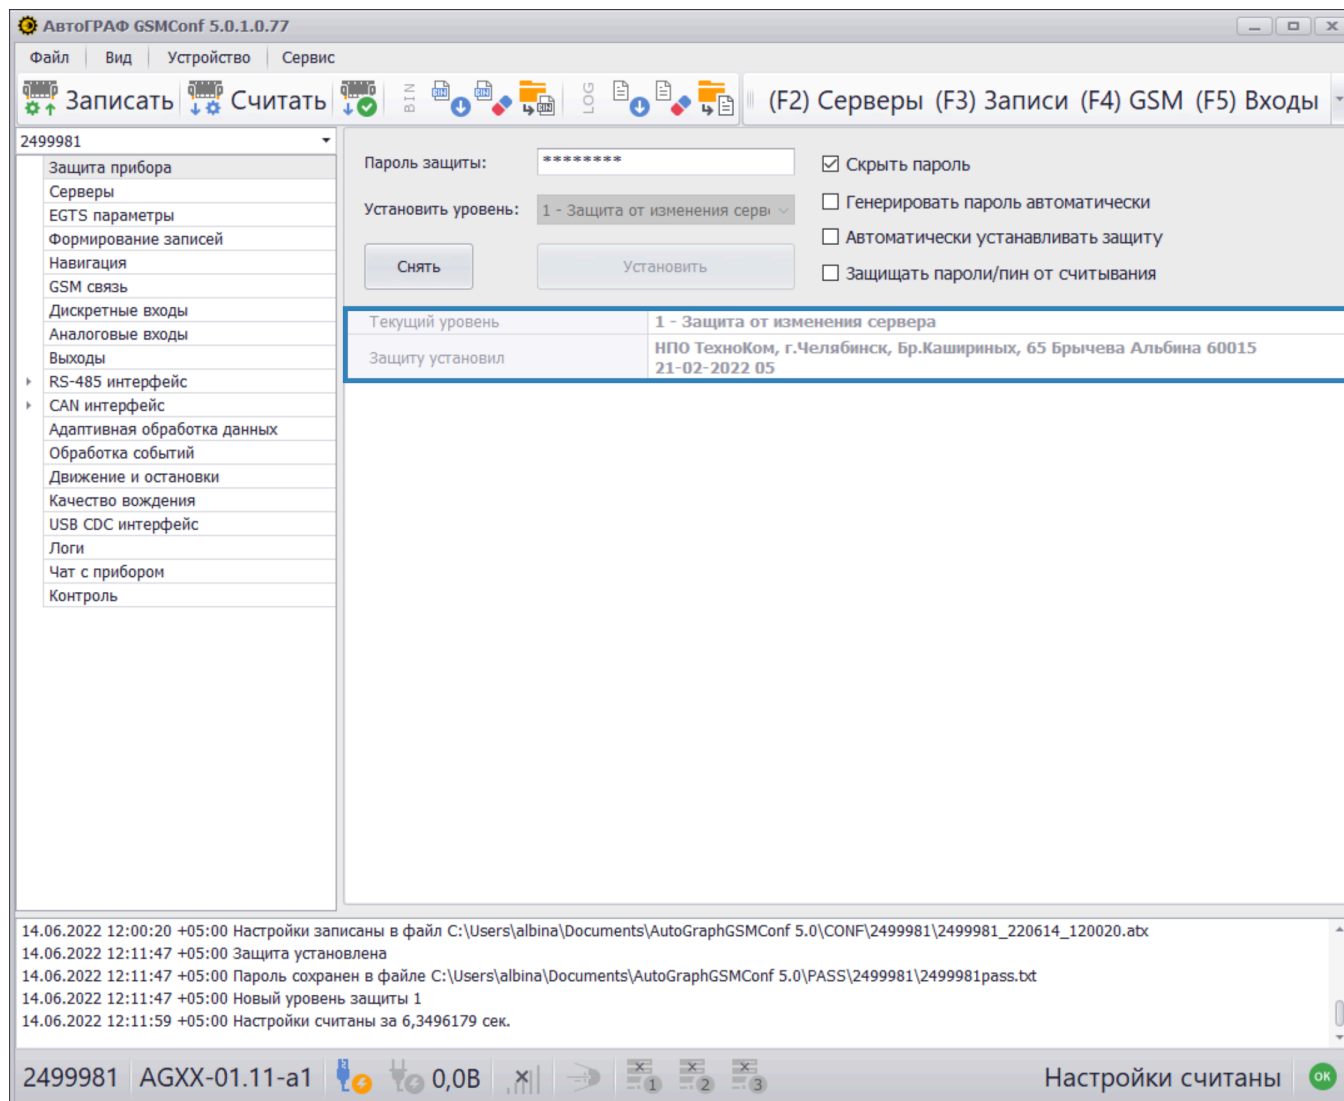 АвтоГРАФ GSMConf 5.0.1.0.77
Файл Вид Устройство Сервис
Записать Считать BIN LOG (F2) Серверы (F3) Записи (F4) GSM (F5) Входы
2499981
Защита прибора
Серверы
EGTS параметры
Формирование записей
Навигация
GSM связь
Дискретные входы
Аналоговые входы
Выходы
RS-485 интерфейс
CAN интерфейс
Адаптивная обработка данных
Обработка событий
Движение и остановки
Качество вождения
USB CDC интерфейс
Логи
Чат с прибором
Контроль
Пароль защиты: ******** Скрыть пароль
Установить уровень: 1 - Защита от изменения серв Генерировать пароль автоматически
Автоматически устанавливать защиту
Снять Установить Защищать пароли/пин от считывания
Текущий уровень 1 - Защита от изменения сервера
Защиту установил НПО ТехноКом, г.Челябинск, Бр.Кашириных, 65 Брычева Альбина 60015
21-02-2022 05
14.06.2022 12:00:20 +05:00 Настройки записаны в файл C:\Users\albina\Documents\AutoGraphGSMConf 5.0\CONF\2499981\2499981_220614_120020.atx
14.06.2022 12:11:47 +05:00 Защита установлена
14.06.2022 12:11:47 +05:00 Пароль сохранен в файле C:\Users\albina\Documents\AutoGraphGSMConf 5.0\PASS\2499981\2499981pass.txt
14.06.2022 12:11:47 +05:00 Новый уровень защиты 1
14.06.2022 12:11:59 +05:00 Настройки считаны за 6,3496179 сек.
2499981 AGXX-01.11-a1 0,0В 1 2 3 Настройки считаны OK